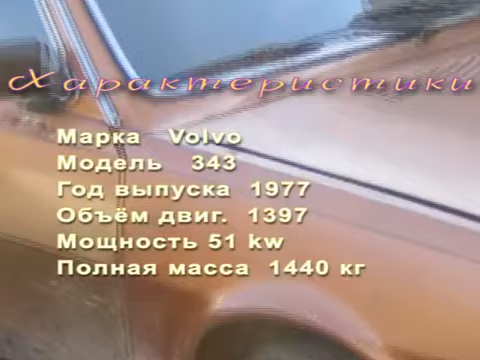 Характеристики
Марка Volvo
Модель 343
Год выпуска 1977
Объём двиг. 1397
Мощность 51 kw
Полная масса 1440 кг